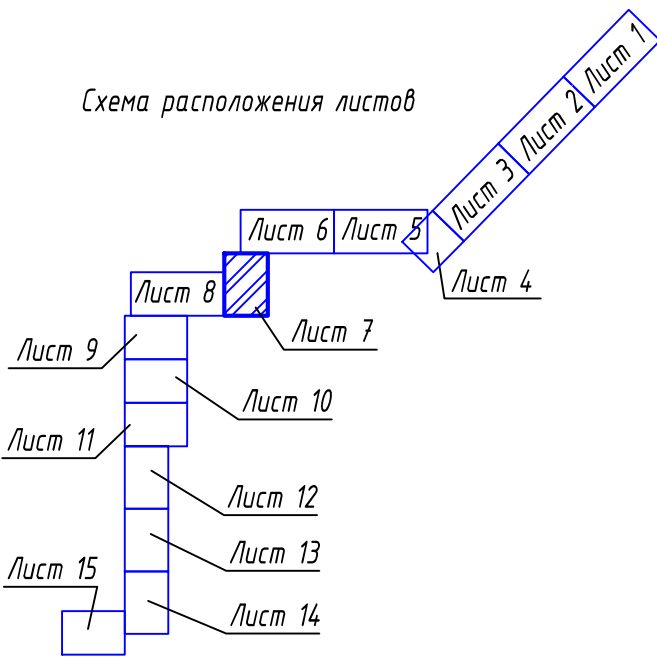 Схема расположения листов
Лист 1
Лист 2
Лист 3
Лист 4
Лист 5
Лист 6
Лист 7
Лист 8
Лист 9
Лист 10
Лист 11
Лист 12
Лист 13
Лист 14
Лист 15